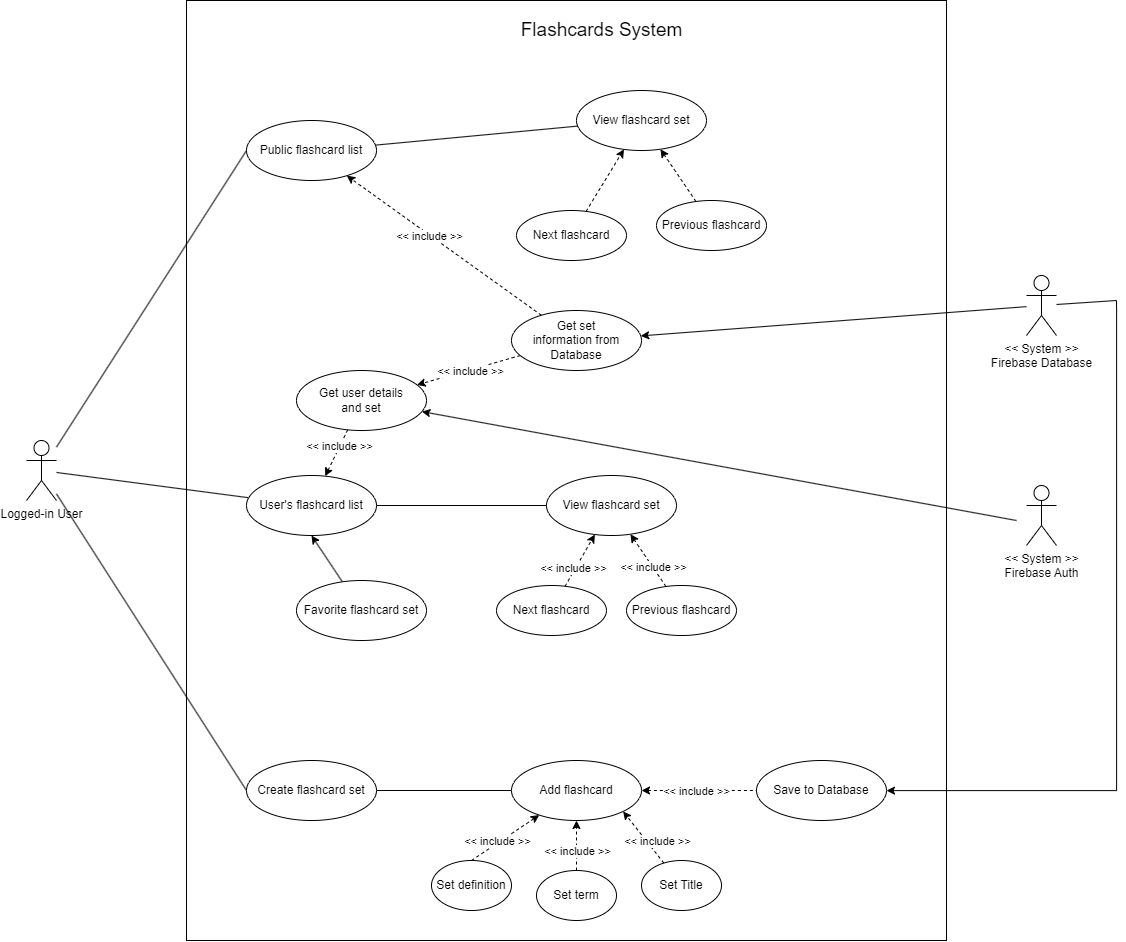 Flashcards System
View flashcard set
Public flashcard list
Next flashcard
Previous flashcard
<< include >>
Get set
information from
Database
<< System >>
Firebase Database
<< include >>
Get user details
and set
<< include >>
Logged-in User
User's flashcard list
View flashcard set
<< System >>
Firebase Auth
<< include >>
<< include >>
Favorite flashcard set
Next flashcard
Previous flashcard
Create flashcard set
Add flashcard
<< include >>
Save to Database
<< include >>
<< include >>
<< include >>
Set definition
Set term
Set Title